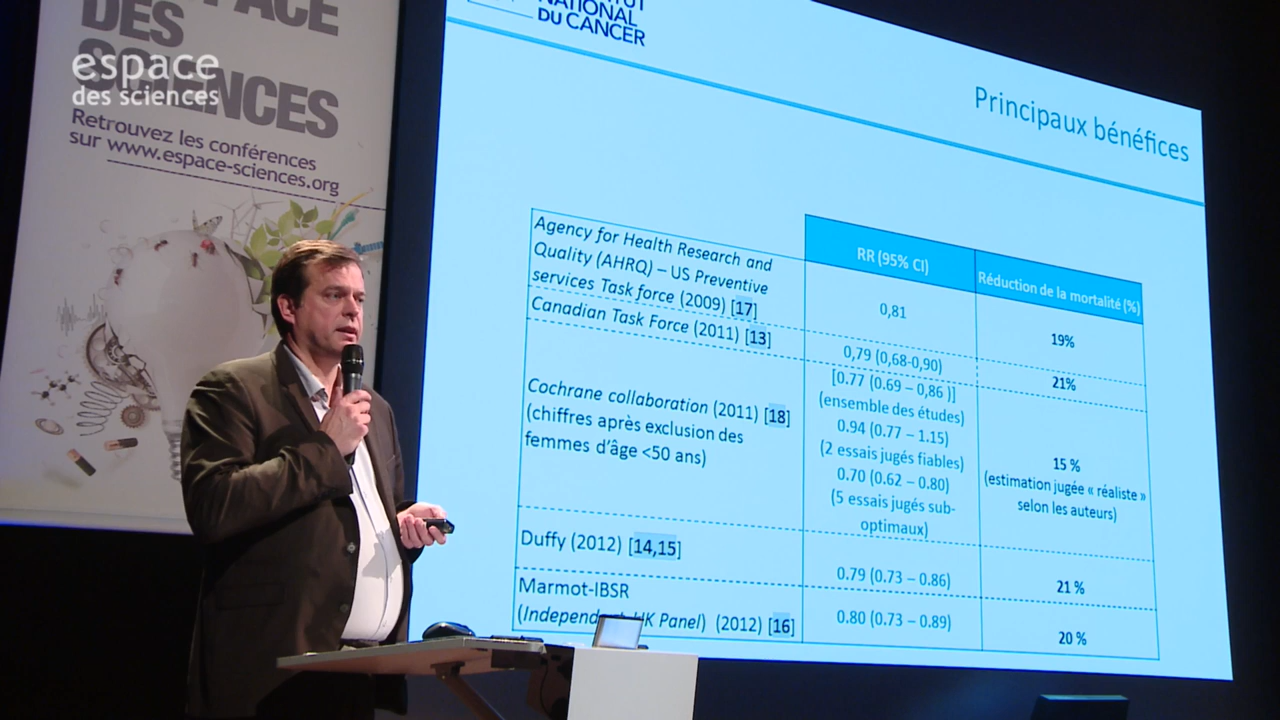 ESPACE
DES
SCIENCES
espace
des sciences
Retrouvez les conférences
sur www.espace-sciences.org
NATIONAL
DU CANCER
Principaux bénéfices
RR (95% CI)
Réduction de la mortalité (%)
Agency for Health Research and
Quality (AHRQ) – US Preventive
services Task force (2009) [17]
0,81
19%
Canadian Task Force (2011) [13]
0,79 (0,68-0,90)
21%
Cochrane collaboration (2011) [18]
(chiffres après exclusion des
femmes d'âge <50 ans)
[0.77 (0.69 – 0,86 )]
(ensemble des études)
0.94 (0.77 – 1.15)
(2 essais jugés fiables)
0.70 (0.62 – 0.80)
(5 essais jugés sub-
optimaux)
15 %
(estimation jugée « réaliste »
selon les auteurs)
Duffy (2012) [14,15]
0.79 (0.73 – 0.86)
21 %
Marmot-IBSR
(Independent UK Panel) (2012) [16]
0.80 (0.73 – 0.89)
20 %